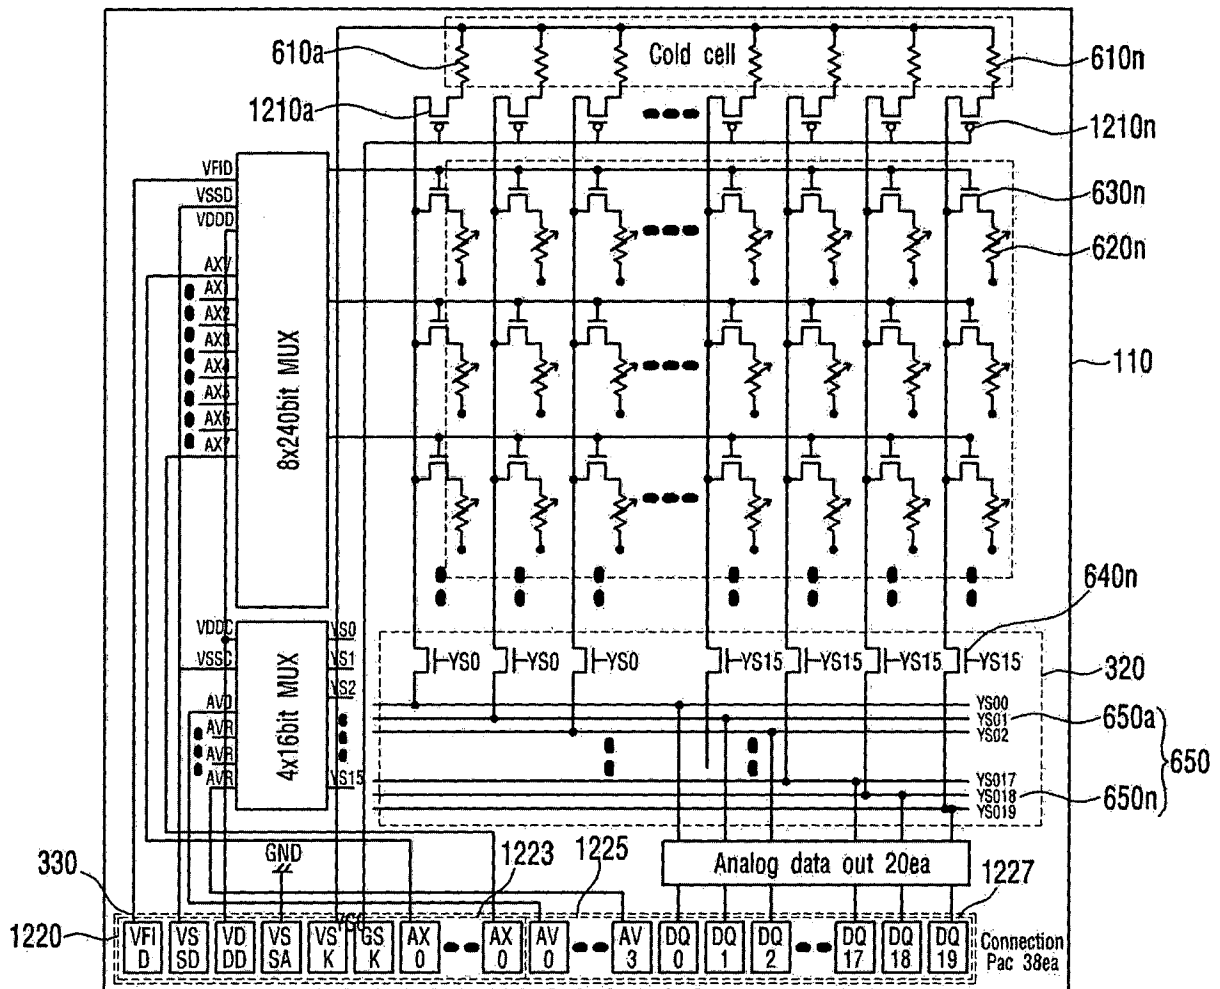 610a
Cold cell
610n
1210a
1210n
VFID
VSSD
VDDD
AXV
AX1
AX2
AX3
AX4
AX5
AX6
AX7
8x240bit MUX
630n
620n
110
640n
VDDC
VSSC
AV0
AVR
AVR
AVR
4x16bit MUX
YS0
YS1
YS2
VS15
YS0
YS0
YS0
YS15
YS15
YS15
YS15
320
YS00
YS01
YS02
YS017
YS018
YS019
650a
650
650n
GND
330
1223
1225
Analog data out 20ea
1227
1220
VFI D
VS SD
VD DD
VS SA
VS K
GS K
AX 0
AX 0
AV 0
AV 3
DQ 0
DQ 1
DQ 2
DQ 17
DQ 18
DQ 19
Connection
Pac 38ea